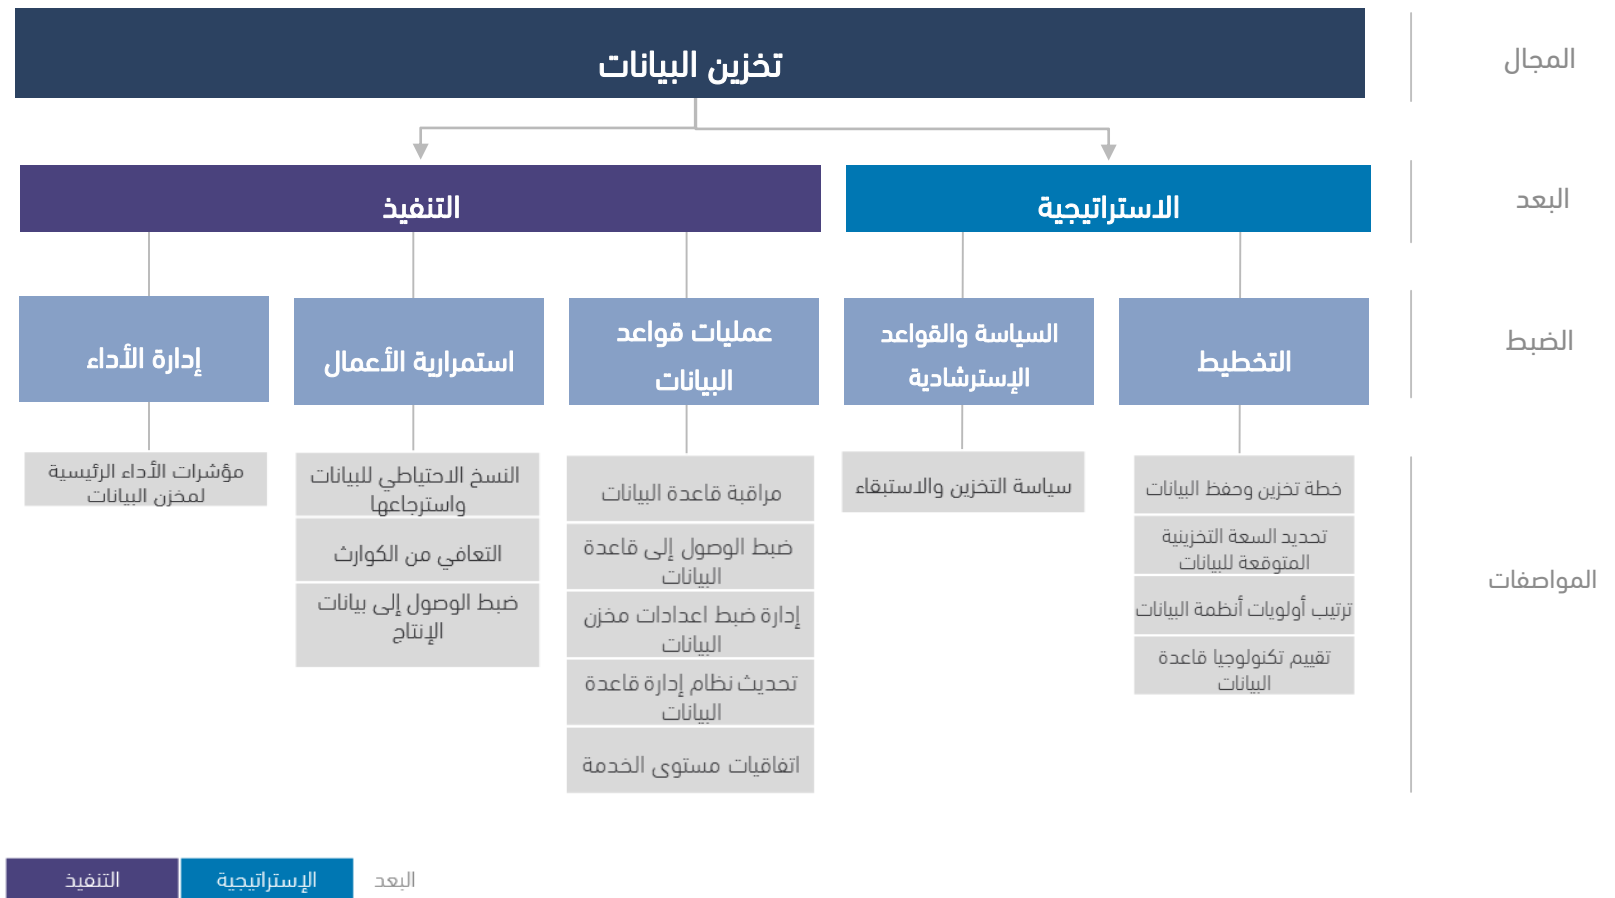 المجال
تخزين البيانات
البعد
الاستراتيجية
التنفيذ
الضبط
التخطيط
السياسة والقواعد
الإسترشادية
عمليات قواعد
البيانات
استمرارية الأعمال
إدارة الأداء
المواصفات
خطة تخزين وحفظ البيانات
تحديد السعة التخزينية
المتوقعة للبيانات
ترتيب أولويات أنظمة البيانات
تقييم تكنولوجيا قاعدة
البيانات
سياسة التخزين والاستبقاء
مراقبة قاعدة البيانات
ضبط الوصول إلى قاعدة
البيانات
إدارة ضبط اعدادات مخزن
البيانات
تحديث نظام إدارة قاعدة
البيانات
اتفاقيات مستوى الخدمة
النسخ الاحتياطي للبيانات
واسترجاعها
التعافي من الكوارث
ضبط الوصول إلى بيانات
الإنتاج
مؤشرات الأداء الرئيسية
لمخزن البيانات
البعد
الإستراتيجية
التنفيذ